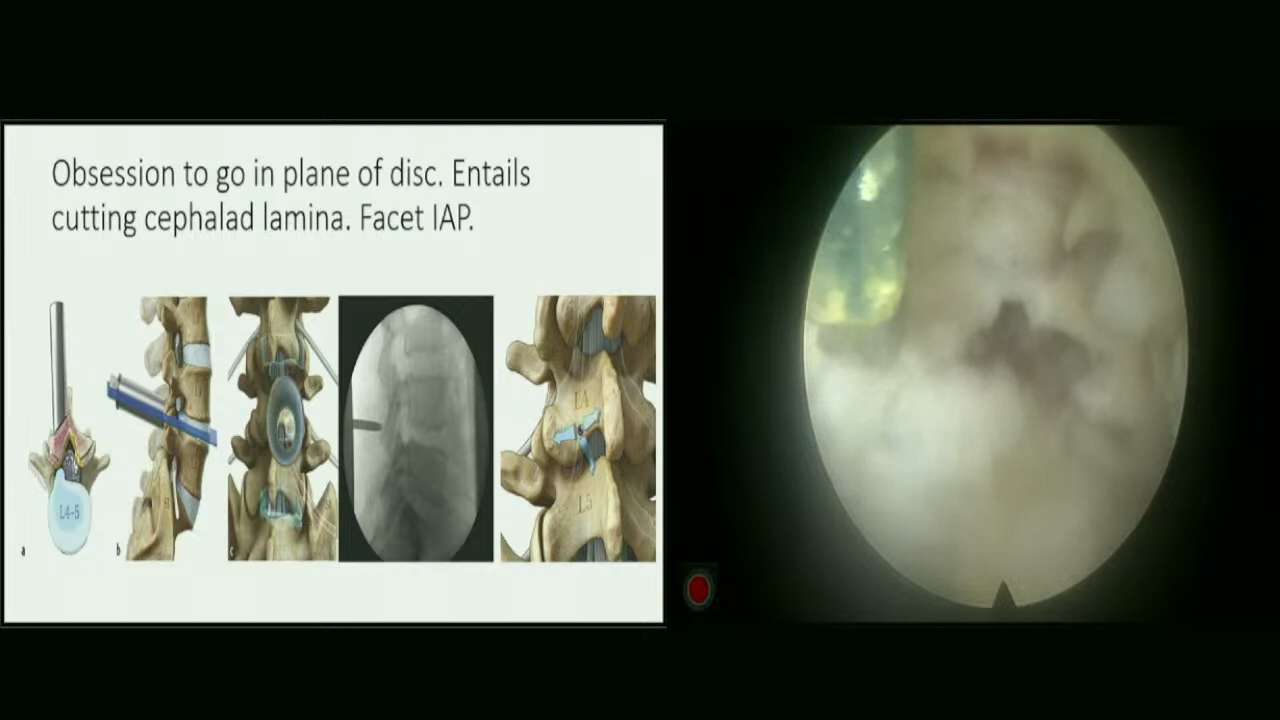 Obsession to go in plane of disc. Entails
cutting cephalad lamina. Facet IAP.
L4-5
a
b
c
L4
L5